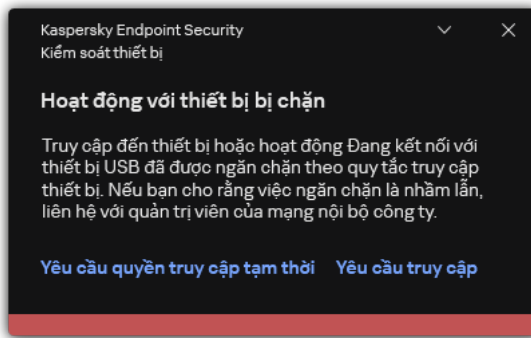 Kaspersky Endpoint Security
Kiểm soát thiết bị
Hoạt động với thiết bị bị chặn
Truy cập đến thiết bị hoặc hoạt động Đang kết nối với
thiết bị USB đã được ngăn chặn theo quy tắc truy cập
thiết bị. Nếu bạn cho rằng việc ngăn chặn là nhầm lẫn,
liên hệ với quản trị viên của mạng nội bộ công ty.
Yêu cầu quyền truy cập tạm thời Yêu cầu truy cập